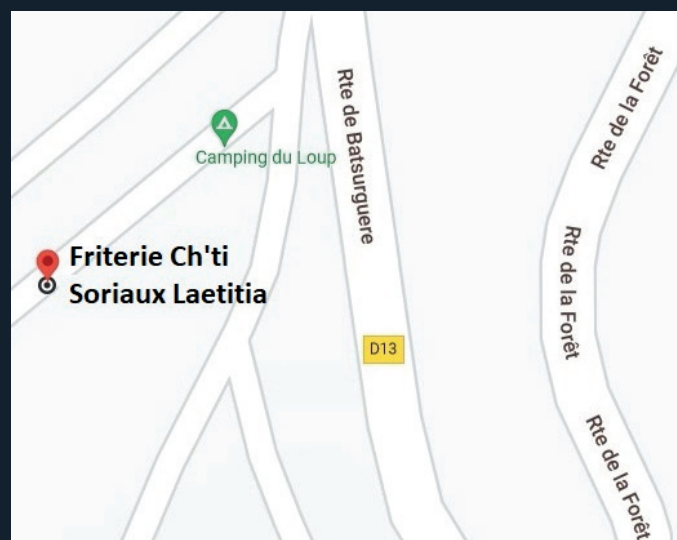 Rte de la Forêt
Rte de Batsurguere
Camping du Loup
Friterie Ch'ti
Soriaux Laetitia
Rte de la Forêt
D13
Rte de la Forêt